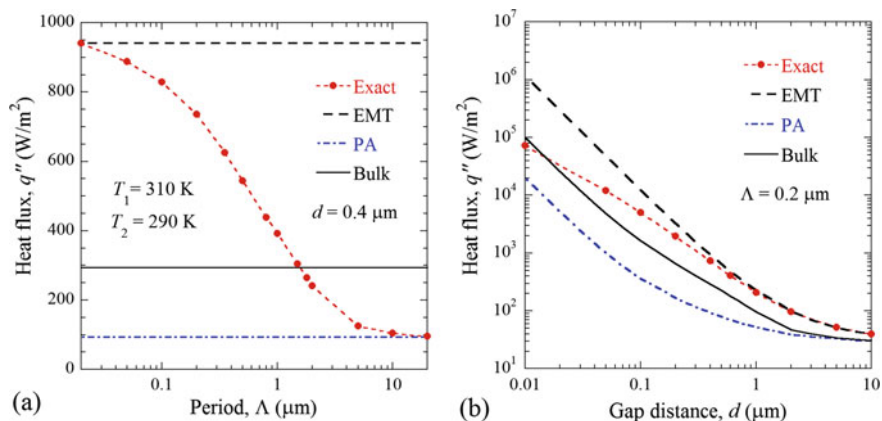 1000
800
600
400
200
0
Heat flux, q″ (W/m²)
Exact
EMT
PA
Bulk
T₁ = 310 K
T₂ = 290 K
d = 0.4 μm
0.1
1
10
Period, Λ (μm)
(a)
10⁷
10⁶
10⁵
10⁴
10³
10²
10¹
Heat flux, q″ (W/m²)
Exact
EMT
PA
Bulk
Λ = 0.2 μm
0.01
0.1
1
10
Gap distance, d (μm)
(b)